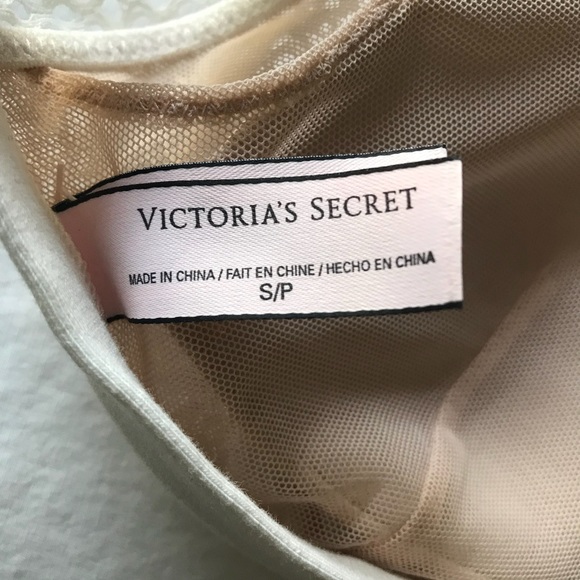 VICTORIA'S SECRET
MADE IN CHINA / FAIT EN CHINE / HECHO EN CHINA
S/P